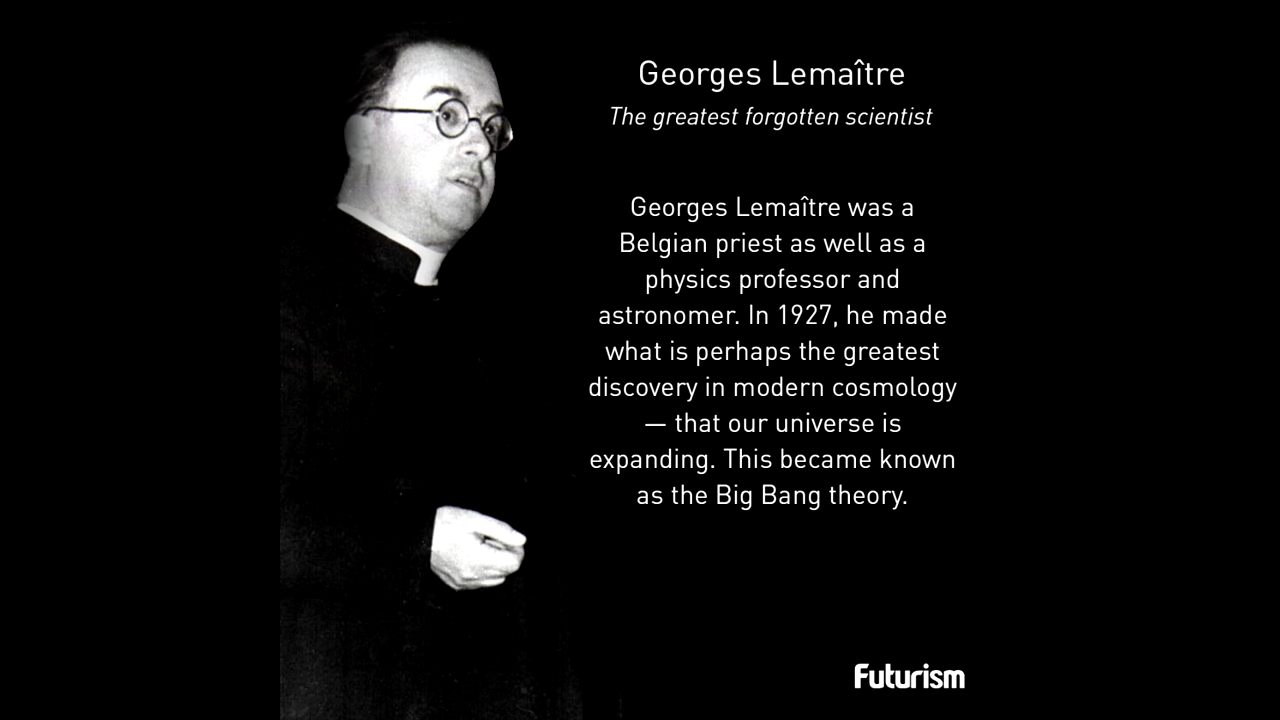 Georges Lemaître
The greatest forgotten scientist
Georges Lemaître was a
Belgian priest as well as a
physics professor and
astronomer. In 1927, he made
what is perhaps the greatest
discovery in modern cosmology
— that our universe is
expanding. This became known
as the Big Bang theory.
Futurism